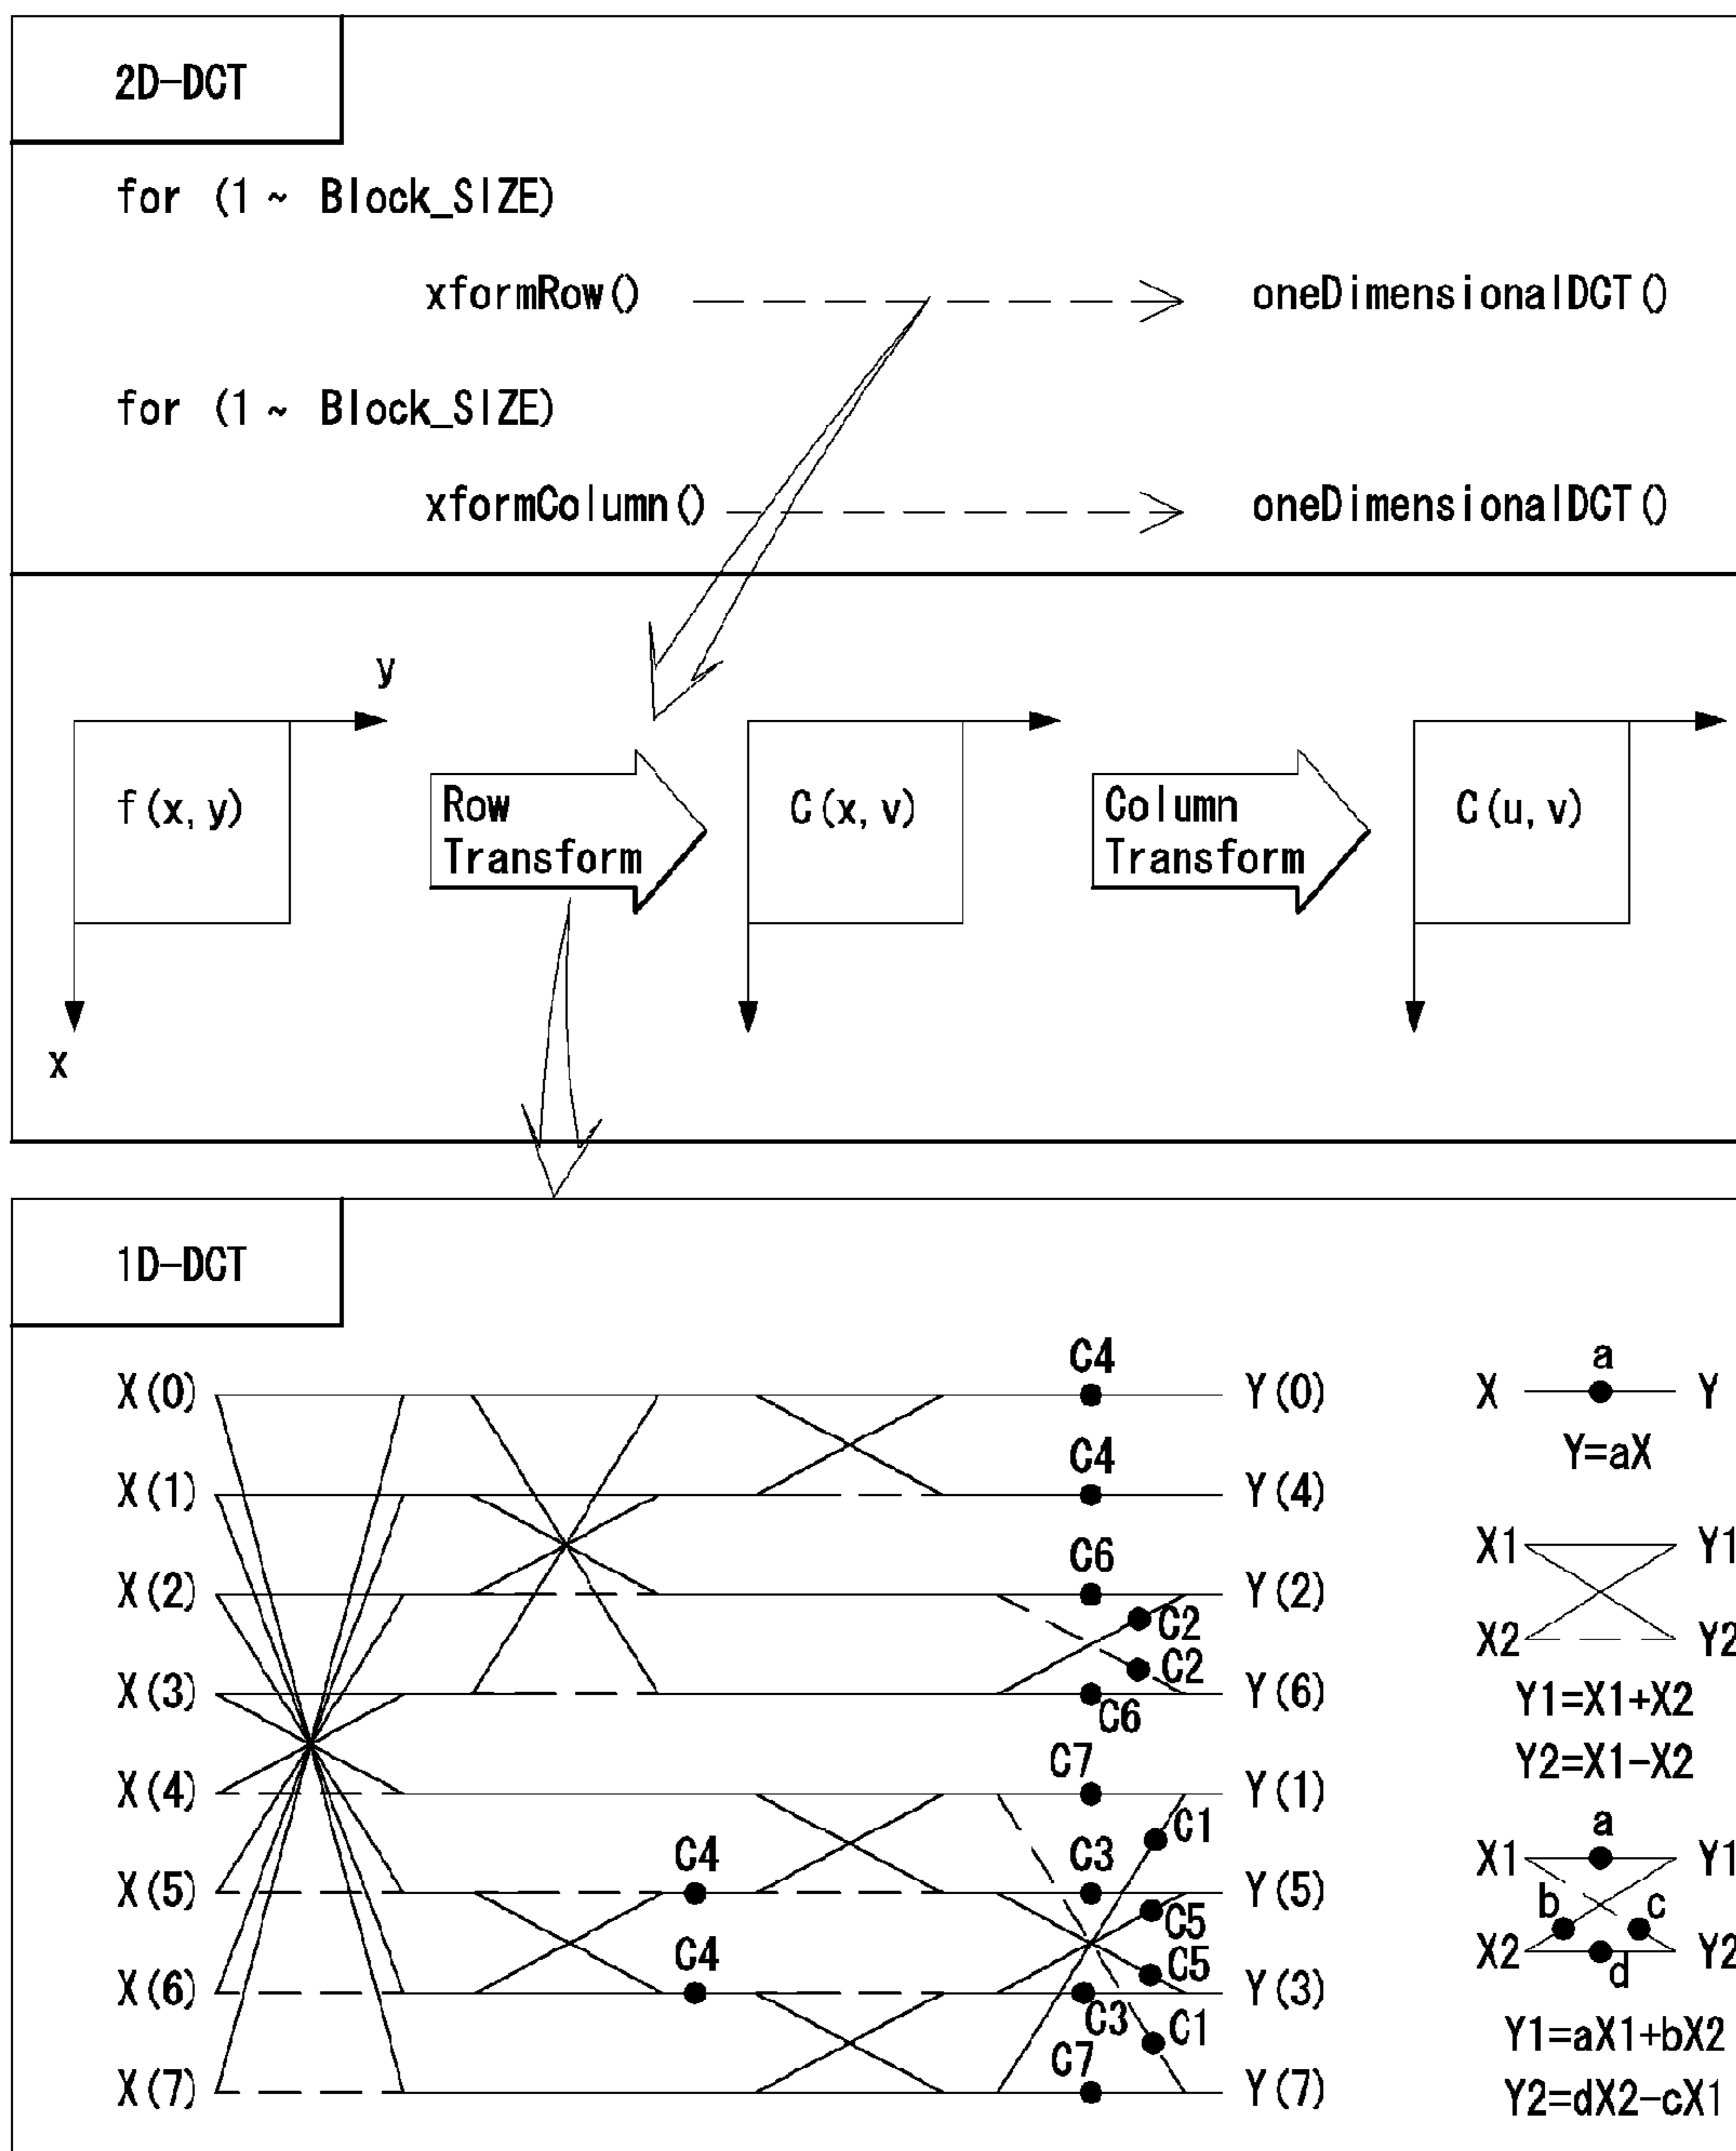 2D-DCT
for (1 ~ Block_SIZE)
xformRow() oneDimensionalDCT()
for (1 ~ Block_SIZE)
xformColumn() oneDimensionalDCT()
y
f(x,y)
Row
Transform
C(x,v)
Column
Transform
C(u,v)
x
1D-DCT
X(0) C4 Y(0)
X(1) C4 Y(4)
X(2) C6 Y(2)
C2
C2
X(3) Y(6)
C6
C7
X(4) Y(1)
C1
C4 C3
X(5) Y(5)
C5
C4 C5
X(6) Y(3)
C3 C1
C7
X(7) Y(7)
a
X Y
Y=aX
X1 Y1
X2 Y2
Y1=X1+X2
Y2=X1-X2
a
X1 Y1
b c
X2 Y2
d
Y1=aX1+bX2
Y2=dX2-cX1